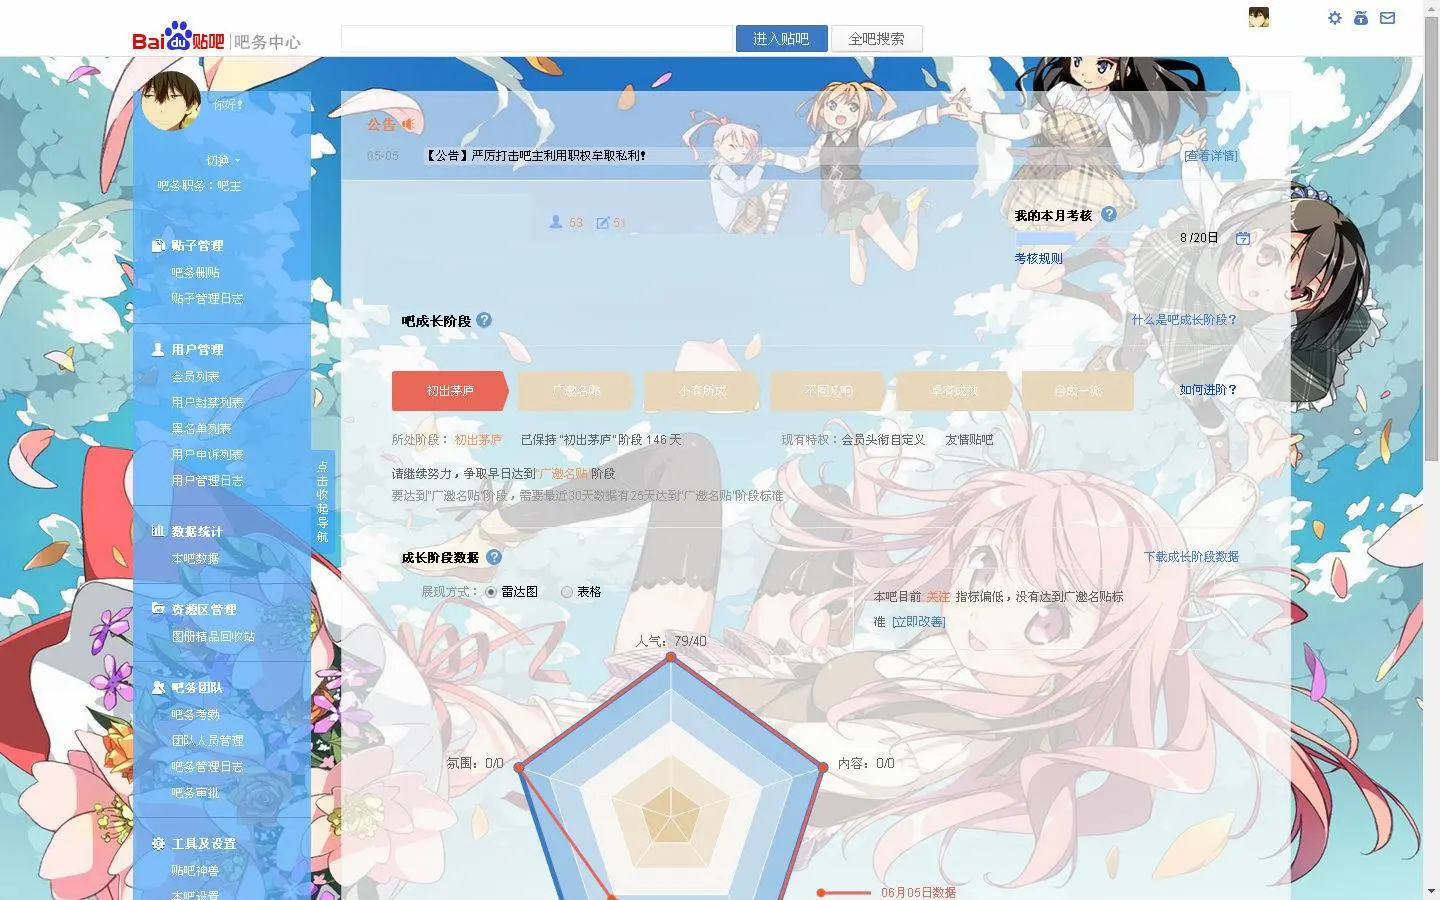 Bai du 贴吧 吧务中心
进入贴吧
全吧搜索
你好!
切换
吧务职务：吧主
贴子管理
吧务删贴
贴子管理日志
用户管理
会员列表
用户封禁列表
黑名单列表
用户申诉列表
用户管理日志
数据统计
本吧数据
资源区管理
图册精品回收站
吧务团队
吧务考勤
团队人员管理
吧务管理日志
吧务审批
工具及设置
贴吧神兽
本吧设置
点击收起导航
公告
05-05 【公告】严厉打击吧主利用职权牟取私利! [查看详情]
53 51
我的本月考核 ?
8 /20日
考核规则
吧成长阶段 ?
什么是吧成长阶段？
初出茅庐 广邀名贴 小有所成 不同凡响 卓有成效 自成一派 如何进阶？
所处阶段： 初出茅庐 已保持 "初出茅庐" 阶段 146 天 现有特权：会员头衔自定义 友情贴吧
请继续努力，争取早日达到"广邀名贴"阶段
要达到"广邀名贴"阶段，需要最近30天数据有25天达到"广邀名贴"阶段标准
成长阶段数据 ?
下载成长阶段数据
展现方式： 雷达图 表格
本吧目前 关注 指标偏低，没有达到广邀名贴标
准 [立即改善]
人气：79/40
氛围：0/0
内容：0/0
06月05日数据